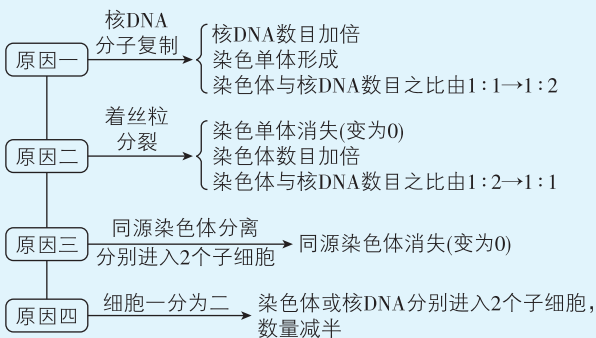 原因一
核DNA
分子复制
核DNA数目加倍
染色单体形成
染色体与核DNA数目之比由1∶1→1∶2
原因二
着丝粒
分裂
染色单体消失(变为0)
染色体数目加倍
染色体与核DNA数目之比由1∶2→1∶1
原因三
同源染色体分离
分别进入2个子细胞
同源染色体消失(变为0)
原因四
细胞一分为二
染色体或核DNA分别进入2个子细胞，
数量减半